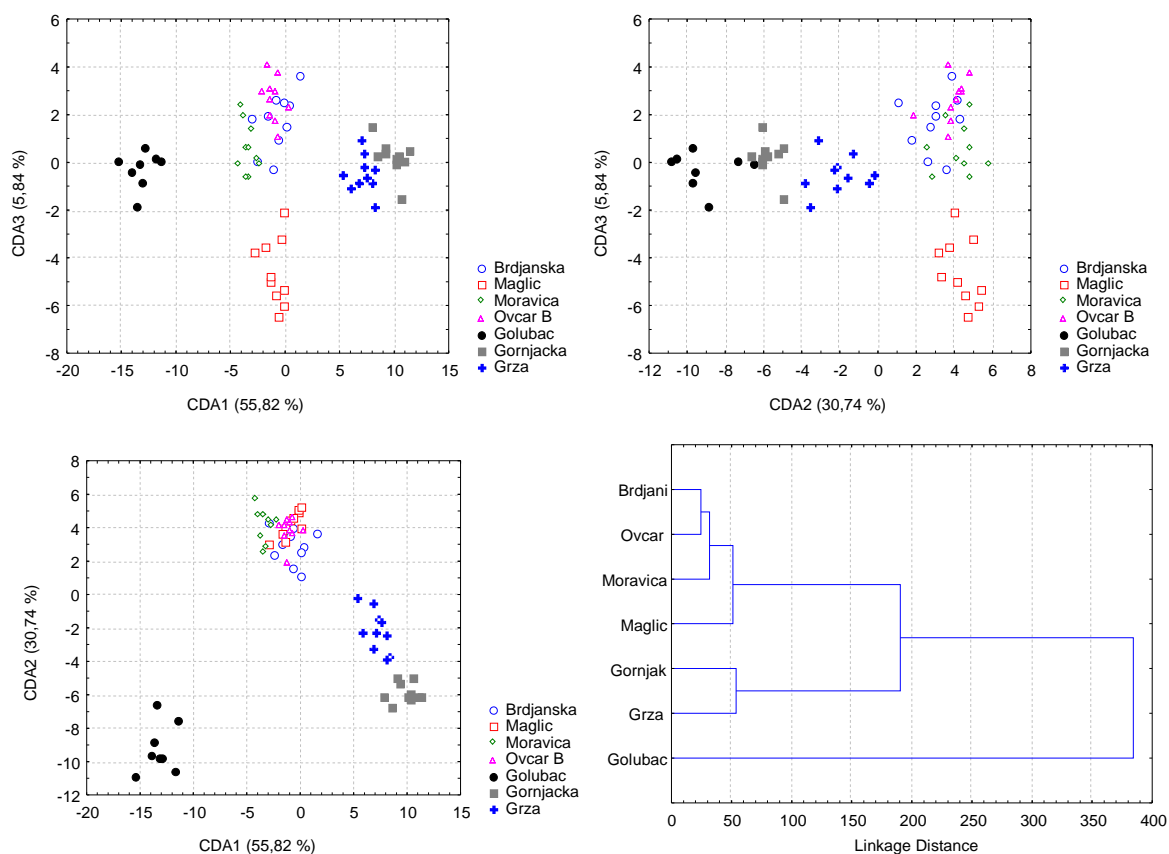 6
4
2
0
-2
-4
-6
-8
CDA3 (5,84 %)
-20 -15 -10 -5 0 5 10 15
CDA1 (55,82 %)
Brdjanska
Maglic
Moravica
Ovcar B
Golubac
Gornjacka
Grza
6
4
2
0
-2
-4
-6
-8
CDA3 (5,84 %)
-12 -10 -8 -6 -4 -2 0 2 4 6 8
CDA2 (30,74 %)
Brdjanska
Maglic
Moravica
Ovcar B
Golubac
Gornjacka
Grza
8
6
4
2
0
-2
-4
-6
-8
-10
-12
CDA2 (30,74 %)
-20 -15 -10 -5 0 5 10 15
CDA1 (55,82 %)
Brdjanska
Maglic
Moravica
Ovcar B
Golubac
Gornjacka
Grza
Brdjani
Ovcar
Moravica
Maglic
Gornjak
Grza
Golubac
0 50 100 150 200 250 300 350 400
Linkage Distance